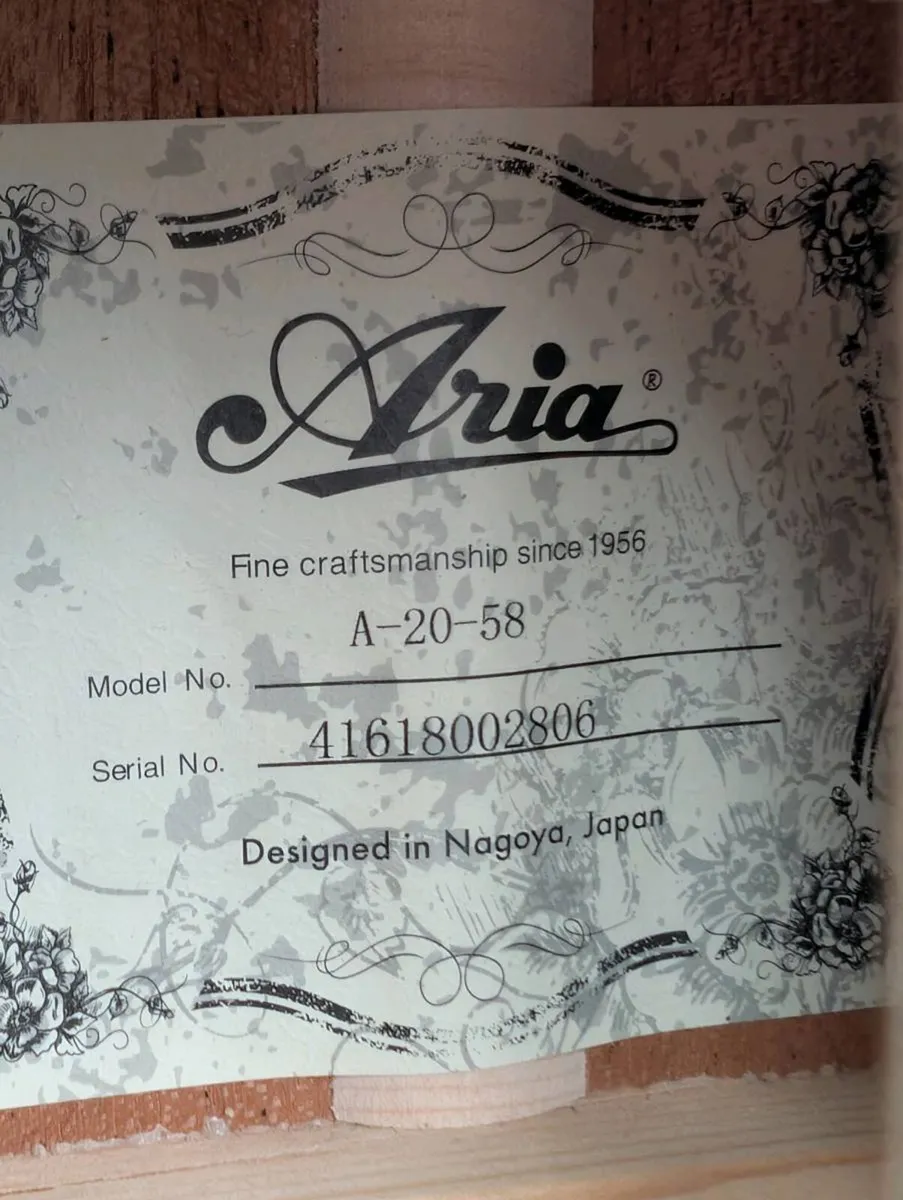 Aria®
Fine craftsmanship since 1956
A-20-58
Model No.
41618002806
Serial No.
Designed in Nagoya, Japan